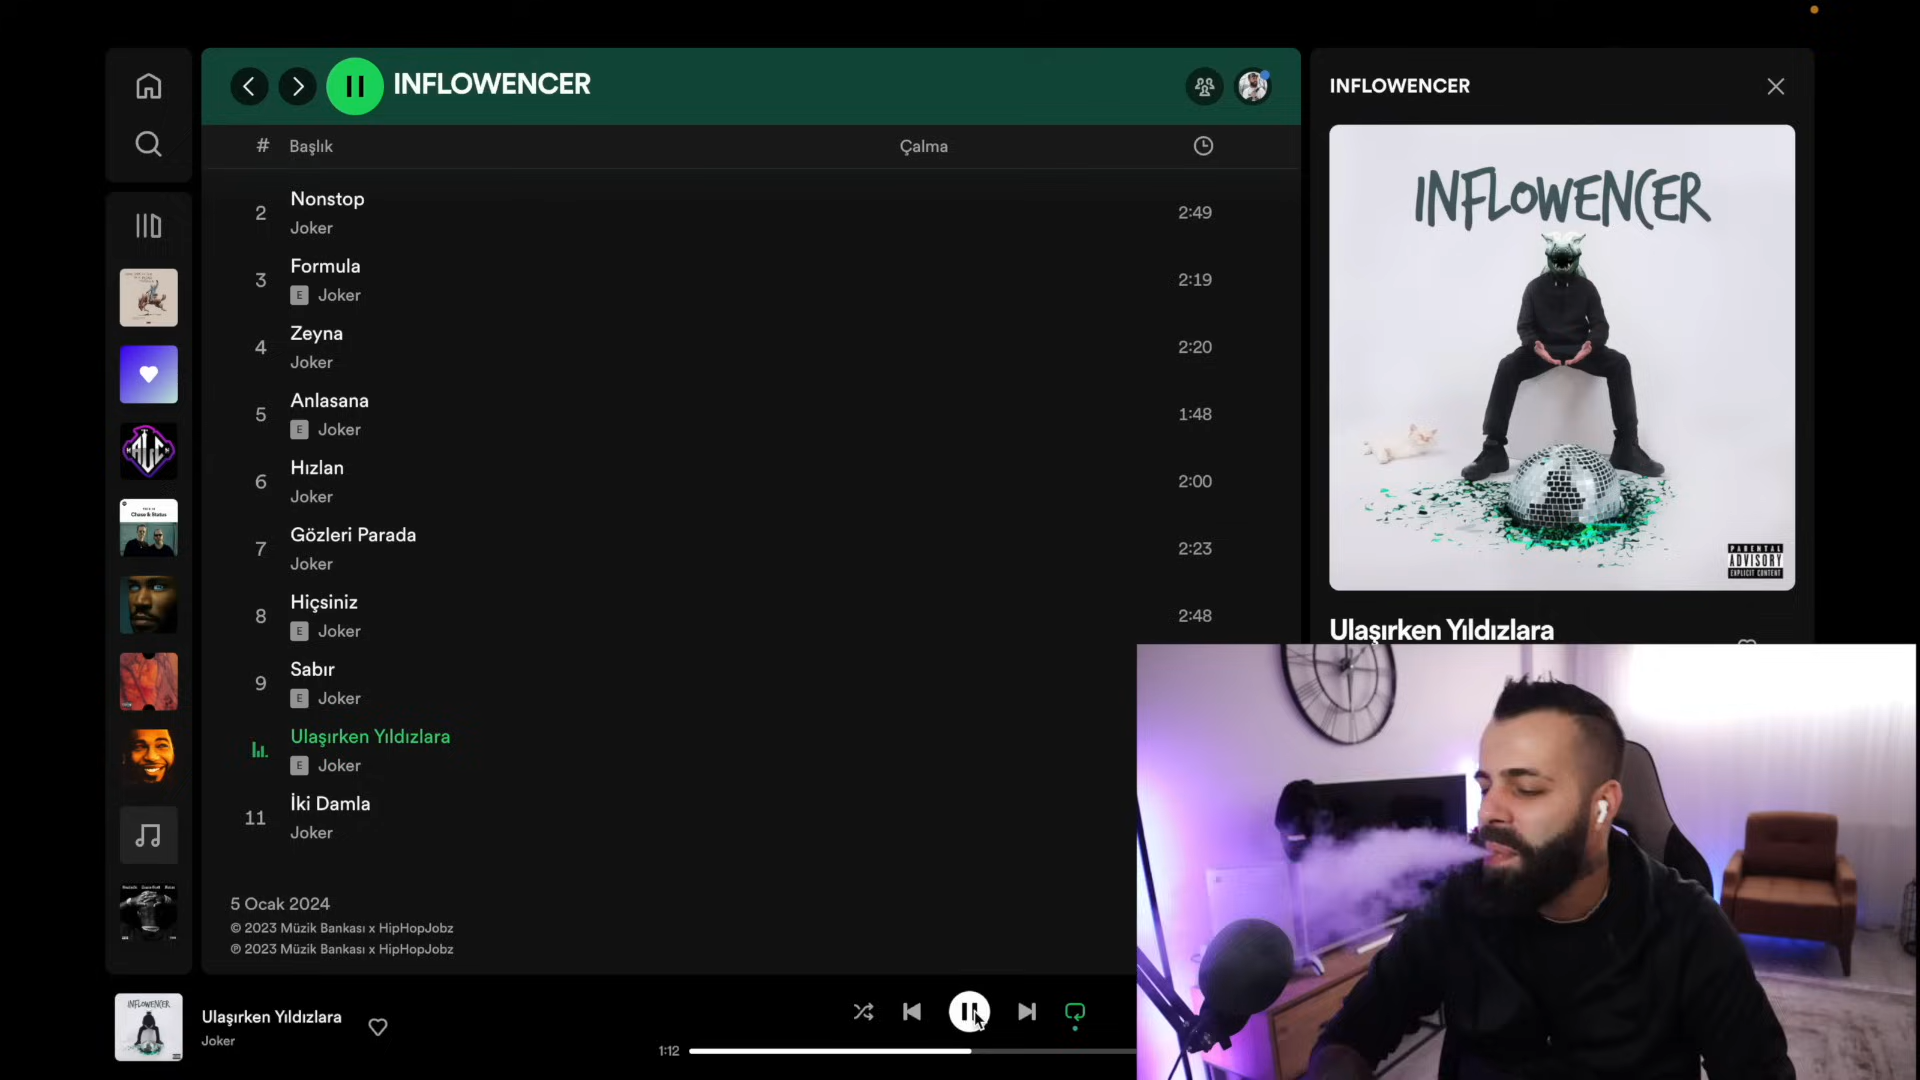 INFLOWENCER
# Başlık Çalma
2 Nonstop 2:49
Joker
3 Formula 2:19
E Joker
4 Zeyna 2:20
Joker
5 Anlasana 1:48
E Joker
6 Hızlan 2:00
Joker
7 Gözleri Parada 2:23
Joker
8 Hiçsiniz 2:48
E Joker
9 Sabır
E Joker
Ulaşırken Yıldızlara
E Joker
11 İki Damla
Joker
5 Ocak 2024
© 2023 Müzik Bankası x HipHopJobz
℗ 2023 Müzik Bankası x HipHopJobz
INFLOWENCER
INFLOWENCER
PARENTAL
ADVISORY
EXPLICIT CONTENT
Ulaşırken Yıldızlara
Chase & Status
INFLOWENCER
Ulaşırken Yıldızlara
Joker
1:12